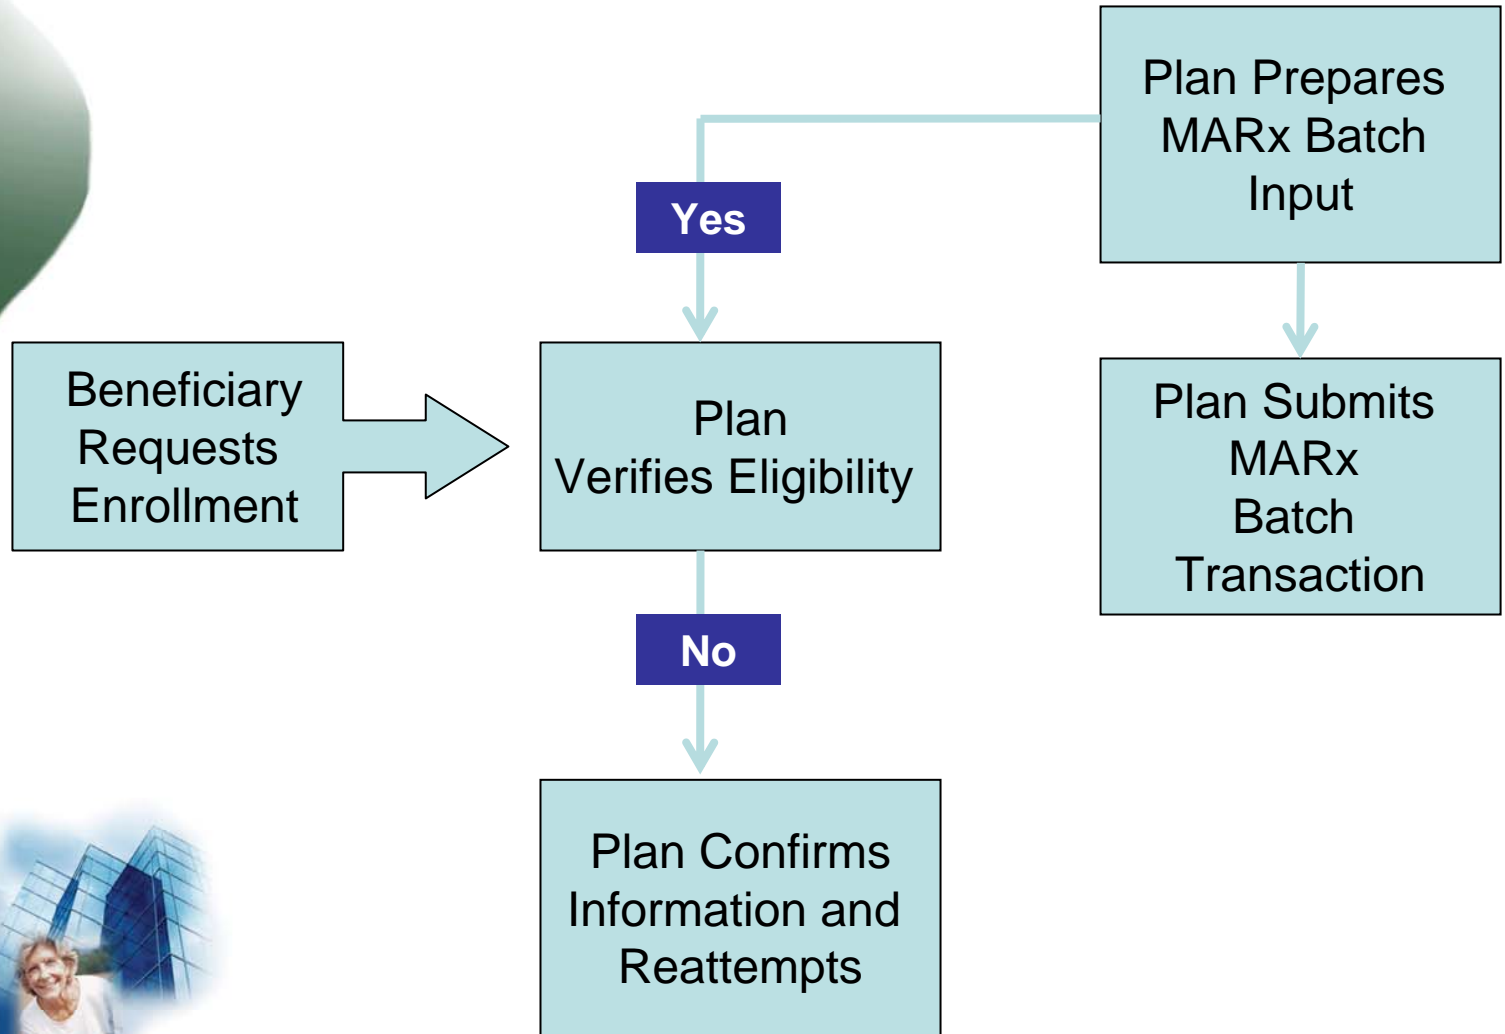 Plan Prepares
MARx Batch
Input
Yes
Beneficiary
Requests
Enrollment
Plan
Verifies Eligibility
Plan Submits
MARx
Batch
Transaction
No
Plan Confirms
Information and
Reattempts